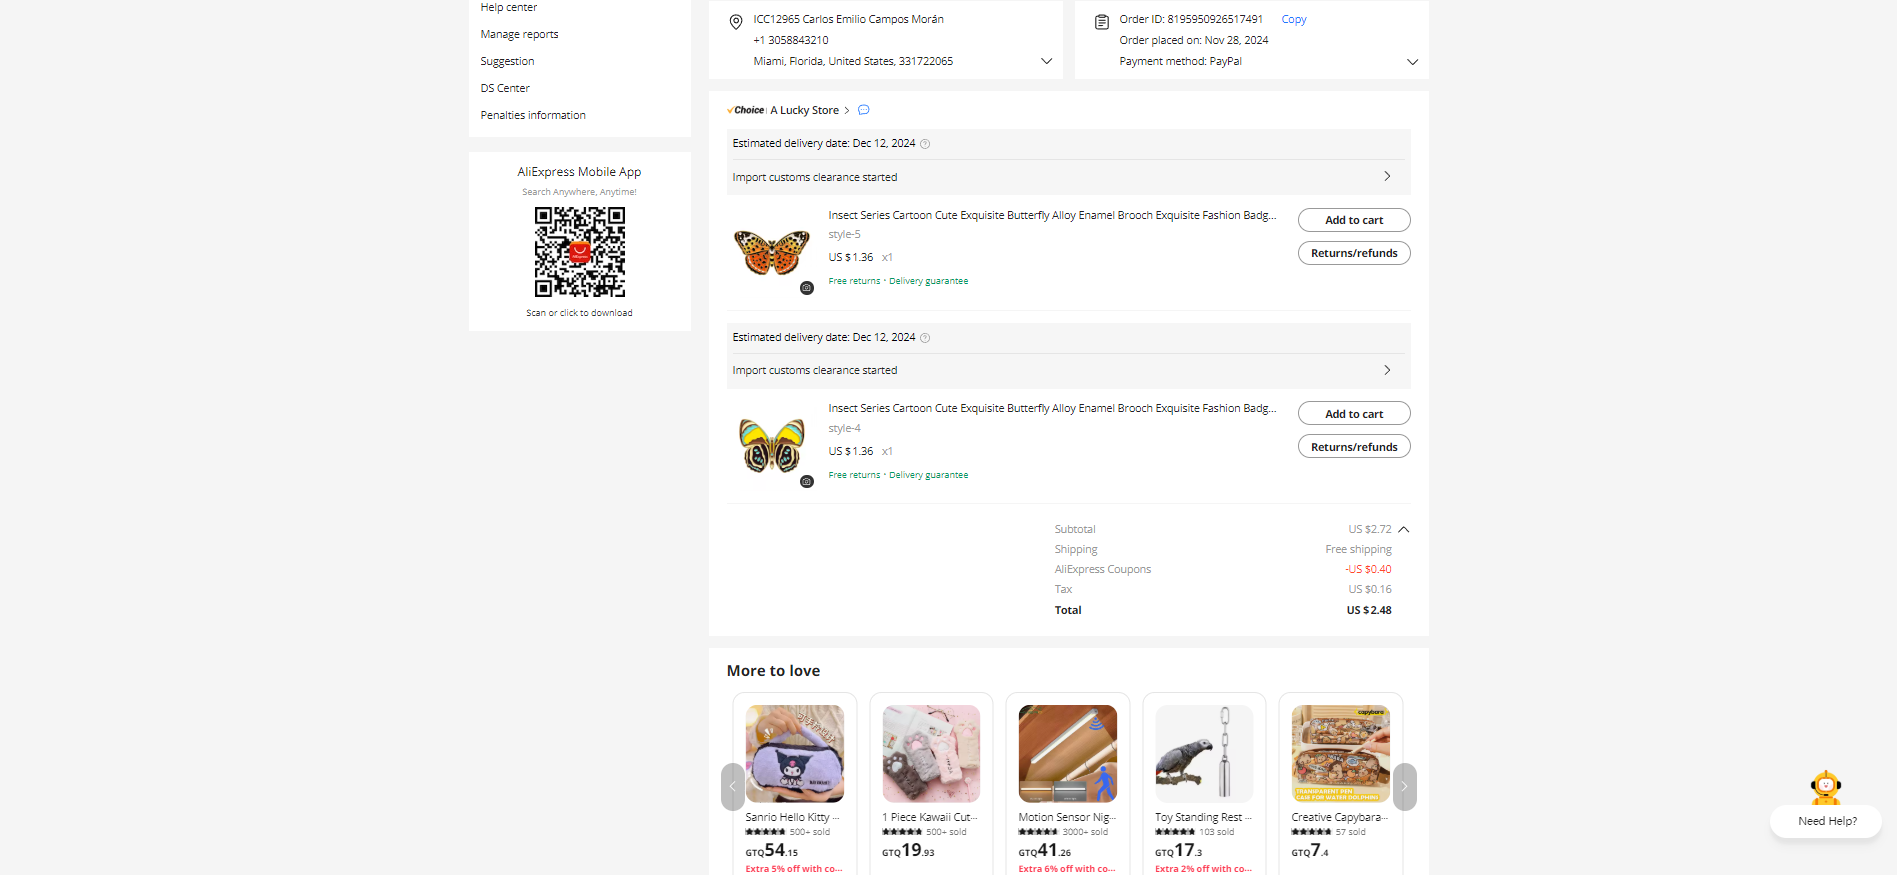 Help center
Manage reports
Suggestion
DS Center
Penalties information
AliExpress Mobile App
Search Anywhere, Anytime!
AliExpress
Scan or click to download
ICC12965 Carlos Emilio Campos Morán
+1 3058843210
Miami, Florida, United States, 331722065
Order ID: 8195950926517491 Copy
Order placed on: Nov 28, 2024
Payment method: PayPal
Choice A Lucky Store
Estimated delivery date: Dec 12, 2024
Import customs clearance started
Insect Series Cartoon Cute Exquisite Butterfly Alloy Enamel Brooch Exquisite Fashion Badg...
style-5
US $1.36 x1
Free returns · Delivery guarantee
Add to cart
Returns/refunds
Estimated delivery date: Dec 12, 2024
Import customs clearance started
Insect Series Cartoon Cute Exquisite Butterfly Alloy Enamel Brooch Exquisite Fashion Badg...
style-4
US $1.36 x1
Free returns · Delivery guarantee
Add to cart
Returns/refunds
Subtotal US $2.72
Shipping Free shipping
AliExpress Coupons -US $0.40
Tax US $0.16
Total US $2.48
More to love
Sanrio Hello Kitty ...
500+ sold
GTQ54.15
Extra 5% off with co...
1 Piece Kawaii Cut...
500+ sold
GTQ19.93
Motion Sensor Nig...
3000+ sold
GTQ41.26
Extra 6% off with co...
Toy Standing Rest ...
103 sold
GTQ17.3
Extra 2% off with co...
capybara
TRANSPARENT PEN
CASE FOR WATER DOLPHINS
Creative Capybara...
57 sold
GTQ7.4
Need Help?